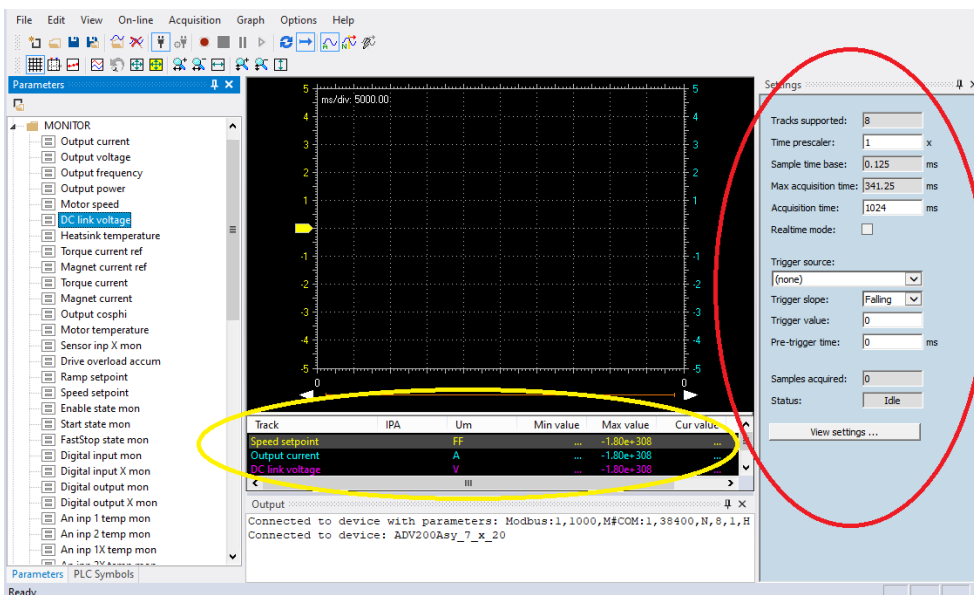 File Edit View On-line Acquisition Graph Options Help
Parameters
MONITOR
Output current
Output voltage
Output frequency
Output power
Motor speed
DC link voltage
Heatsink temperature
Torque current ref
Magnet current ref
Torque current
Magnet current
Output cosphi
Motor temperature
Sensor inp X mon
Drive overload accum
Ramp setpoint
Speed setpoint
Enable state mon
Start state mon
FastStop state mon
Digital input mon
Digital input X mon
Digital output mon
Digital output X mon
An inp 1 temp mon
An inp 2 temp mon
An inp 1X temp mon
Parameters PLC Symbols
Ready
ms/div: 5000.00
5 5
4 4
3 3
2 2
1 1
-1 -1
-2 -2
-3 -3
-4 -4
-5 -5
0 0
Track IPA Um Min value Max value Cur value
Speed setpoint FF ... -1.80e+308 ...
Output current A ... -1.80e+308 ...
DC link voltage V ... -1.80e+308 ...
Output
Connected to device with parameters: Modbus:1,1000,M#COM:1,38400,N,8,1,H
Connected to device: ADV200Asy_7_x_20
Settings
Tracks supported: 8
Time prescaler: 1 x
Sample time base: 0.125 ms
Max acquisition time: 341.25 ms
Acquisition time: 1024 ms
Realtime mode:
Trigger source:
(none)
Trigger slope: Falling
Trigger value: 0
Pre-trigger time: 0 ms
Samples acquired: 0
Status: Idle
View settings ...